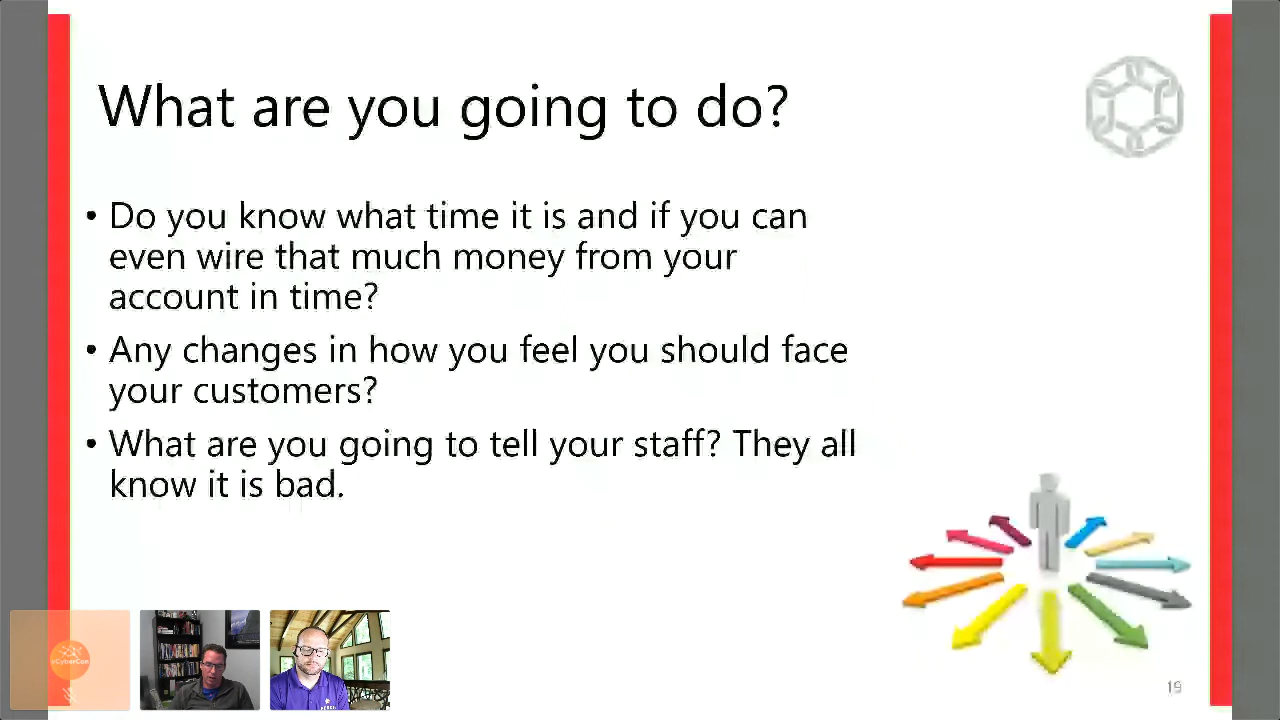 What are you going to do?
• Do you know what time it is and if you can
even wire that much money from your
account in time?
• Any changes in how you feel you should face
your customers?
• What are you going to tell your staff? They all
know it is bad.
CyberCon
19